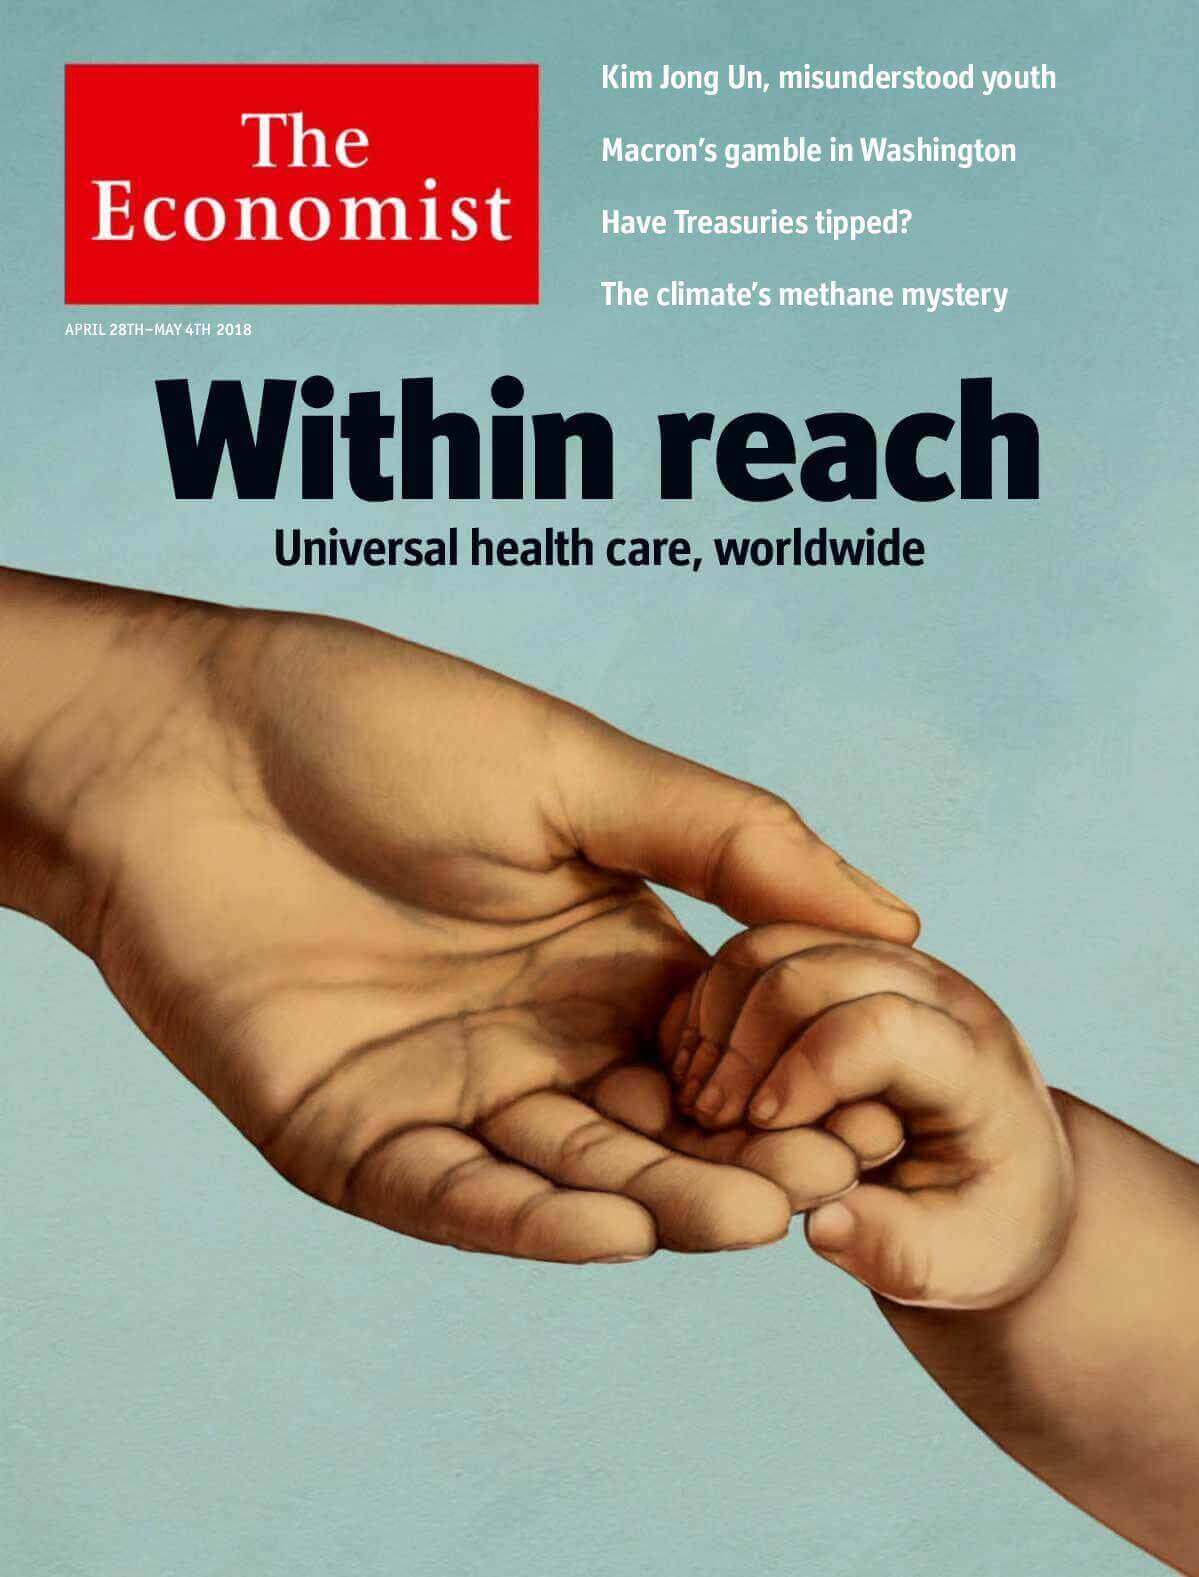 The
Economist
APRIL 28TH–MAY 4TH 2018
Kim Jong Un, misunderstood youth
Macron’s gamble in Washington
Have Treasuries tipped?
The climate’s methane mystery
Within reach
Universal health care, worldwide